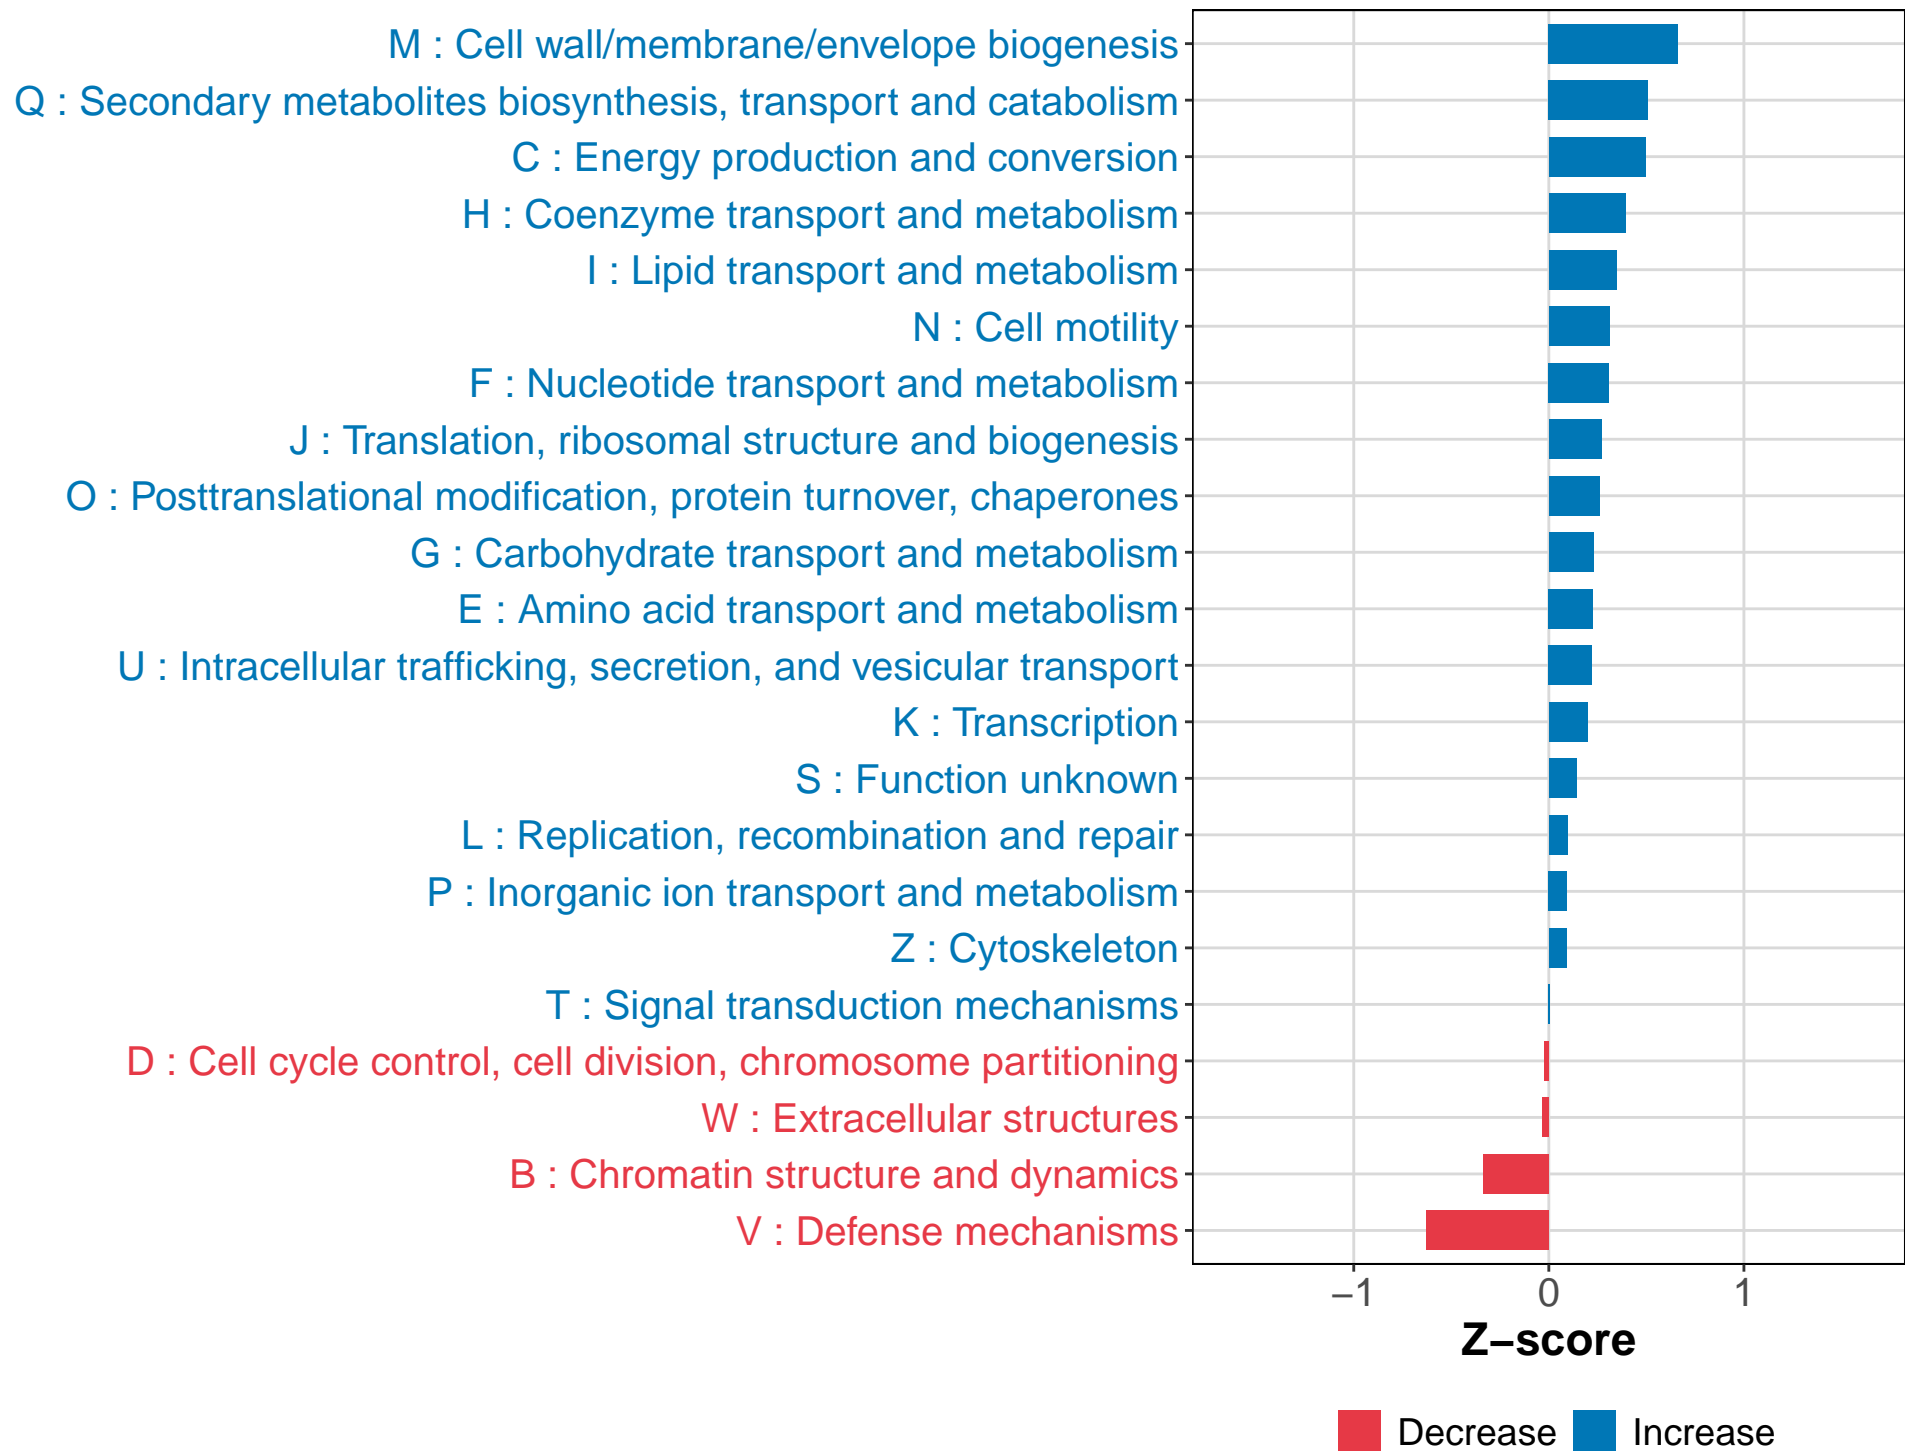 M : Cell wall/membrane/envelope biogenesis
Q : Secondary metabolites biosynthesis, transport and catabolism
C : Energy production and conversion
H : Coenzyme transport and metabolism
I : Lipid transport and metabolism
N : Cell motility
F : Nucleotide transport and metabolism
J : Translation, ribosomal structure and biogenesis
O : Posttranslational modification, protein turnover, chaperones
G : Carbohydrate transport and metabolism
E : Amino acid transport and metabolism
U : Intracellular trafficking, secretion, and vesicular transport
K : Transcription
S : Function unknown
L : Replication, recombination and repair
P : Inorganic ion transport and metabolism
Z : Cytoskeleton
T : Signal transduction mechanisms
D : Cell cycle control, cell division, chromosome partitioning
W : Extracellular structures
B : Chromatin structure and dynamics
V : Defense mechanisms
−1 0 1
Z−score
Decrease Increase